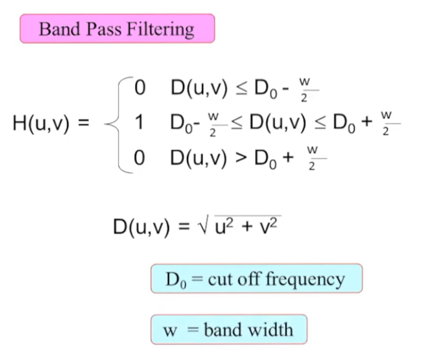 Band Pass Filtering
0 D(u,v) ≤ D₀ - w/2
H(u,v) = { 1 D₀- w/2 ≤ D(u,v) ≤ D₀ + w/2
0 D(u,v) > D₀ + w/2
D(u,v) = √u² + v²
D₀ = cut off frequency
w = band width